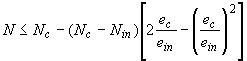 N ≤ N_c − (N_c − N_in) [ 2 e_c/e_in − (e_c/e_in)^2 ]